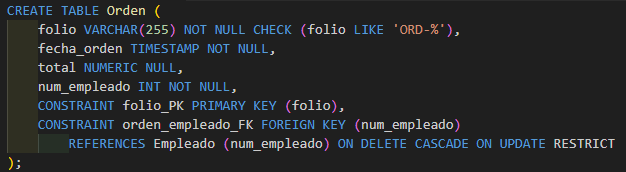 CREATE TABLE Orden (
    folio VARCHAR(255) NOT NULL CHECK (folio LIKE 'ORD-%'),
    fecha_orden TIMESTAMP NOT NULL,
    total NUMERIC NULL,
    num_empleado INT NOT NULL,
    CONSTRAINT folio_PK PRIMARY KEY (folio),
    CONSTRAINT orden_empleado_FK FOREIGN KEY (num_empleado)
        REFERENCES Empleado (num_empleado) ON DELETE CASCADE ON UPDATE RESTRICT
);